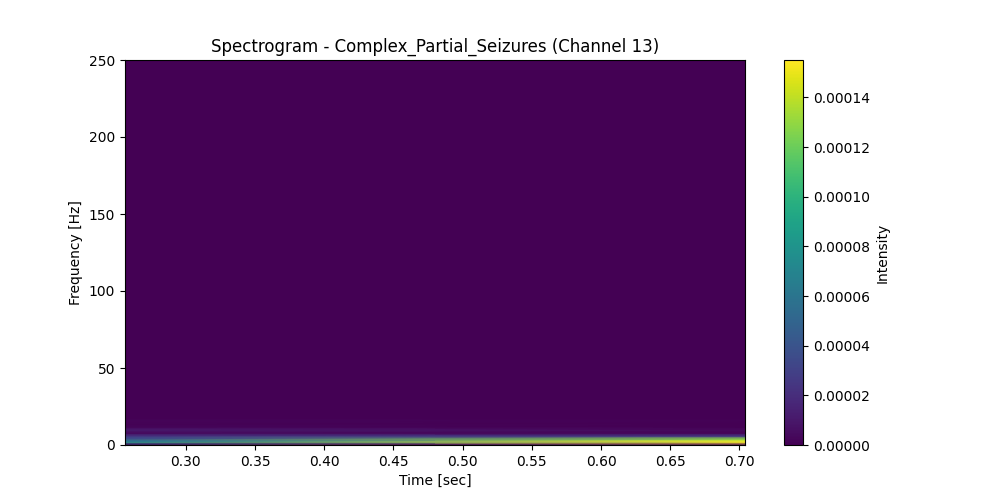 Spectrogram - Complex_Partial_Seizures (Channel 13)
250
200
150
100
50
0
Frequency [Hz]
0.30 0.35 0.40 0.45 0.50 0.55 0.60 0.65 0.70
Time [sec]
0.00014
0.00012
0.00010
0.00008
0.00006
0.00004
0.00002
0.00000
Intensity